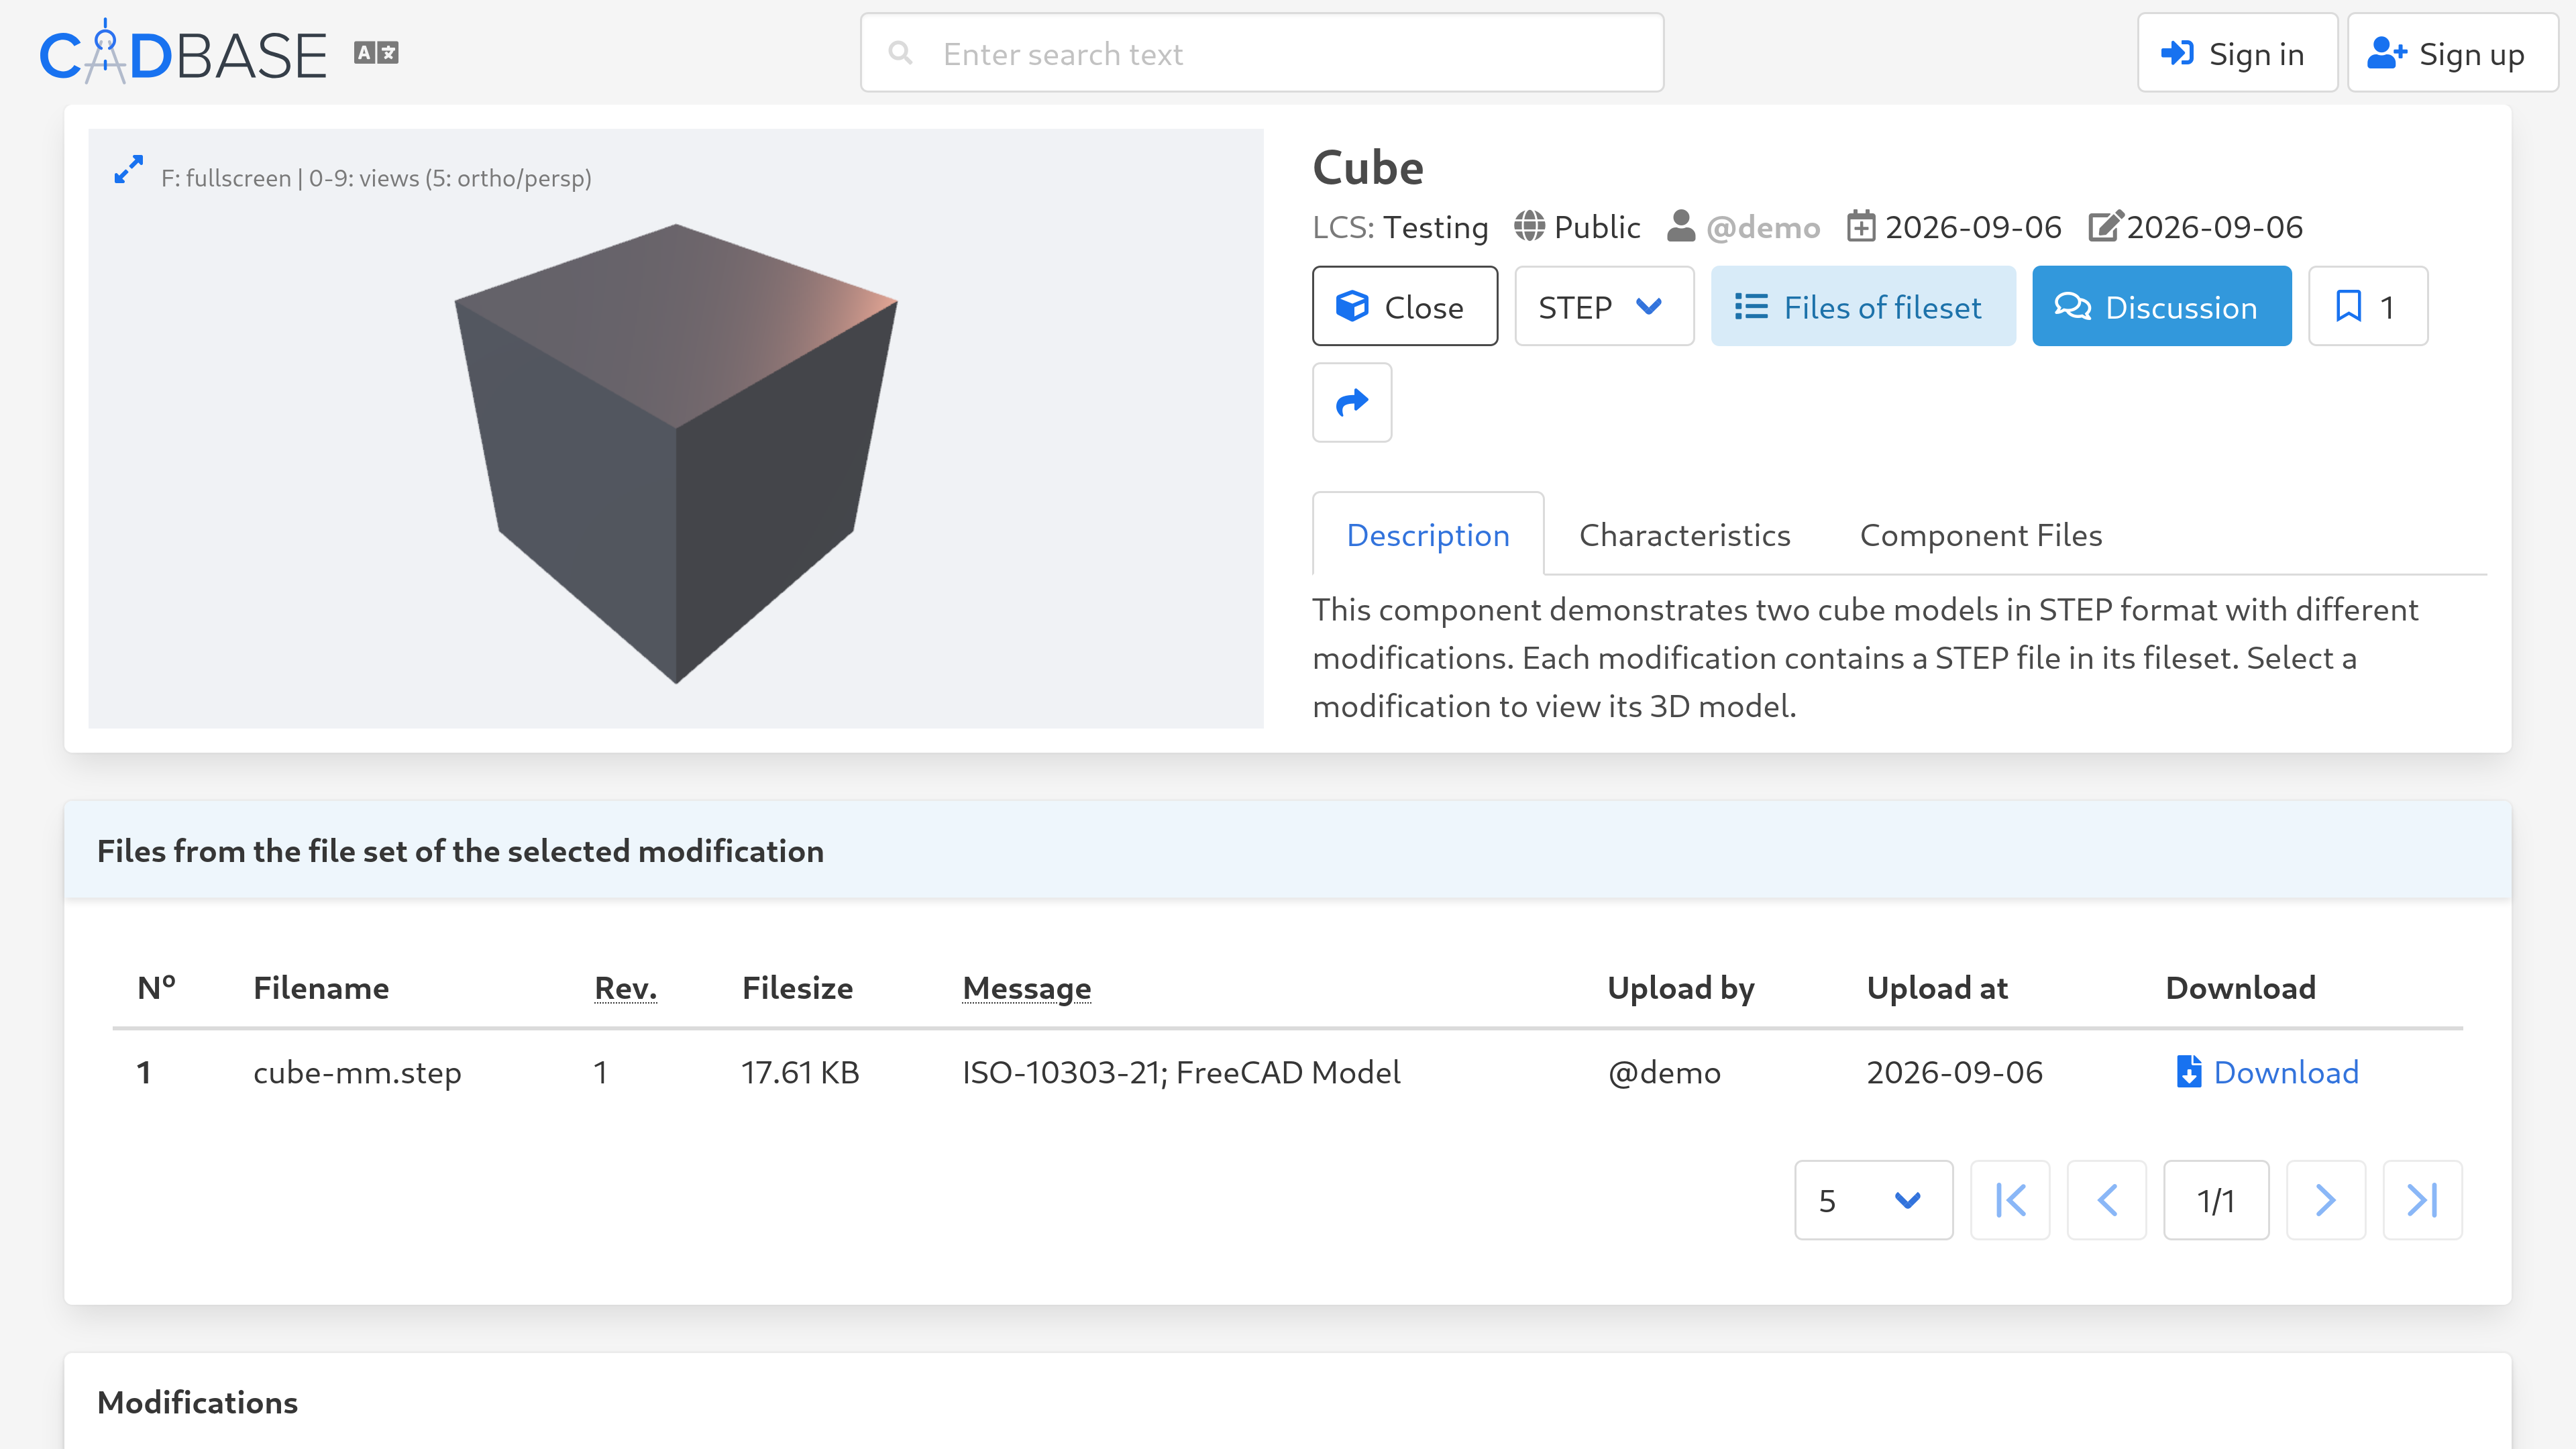 CADBASE
Enter search text
Sign in
Sign up
F: fullscreen | 0-9: views (5: ortho/persp)
Cube
LCS: Testing Public @demo 2026-09-06 2026-09-06
Close STEP Files of fileset Discussion 1
Description Characteristics Component Files
This component demonstrates two cube models in STEP format with different
modifications. Each modification contains a STEP file in its fileset. Select a
modification to view its 3D model.
Files from the file set of the selected modification
Nº Filename Rev. Filesize Message Upload by Upload at Download
1 cube-mm.step 1 17.61 KB ISO-10303-21; FreeCAD Model @demo 2026-09-06 Download
5 1/1
Modifications